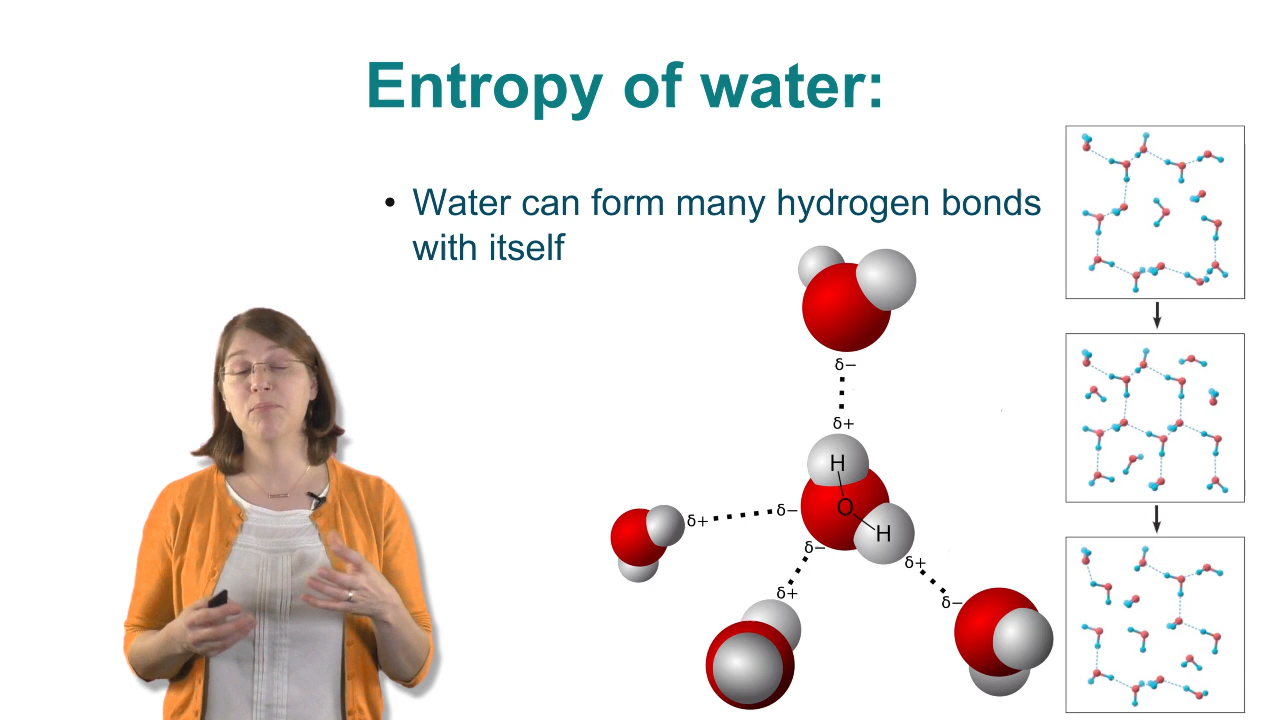 Entropy of water:
• Water can form many hydrogen bonds
with itself
δ−
δ+
H
O
H
δ+
δ−
δ−
δ+
δ+
δ−